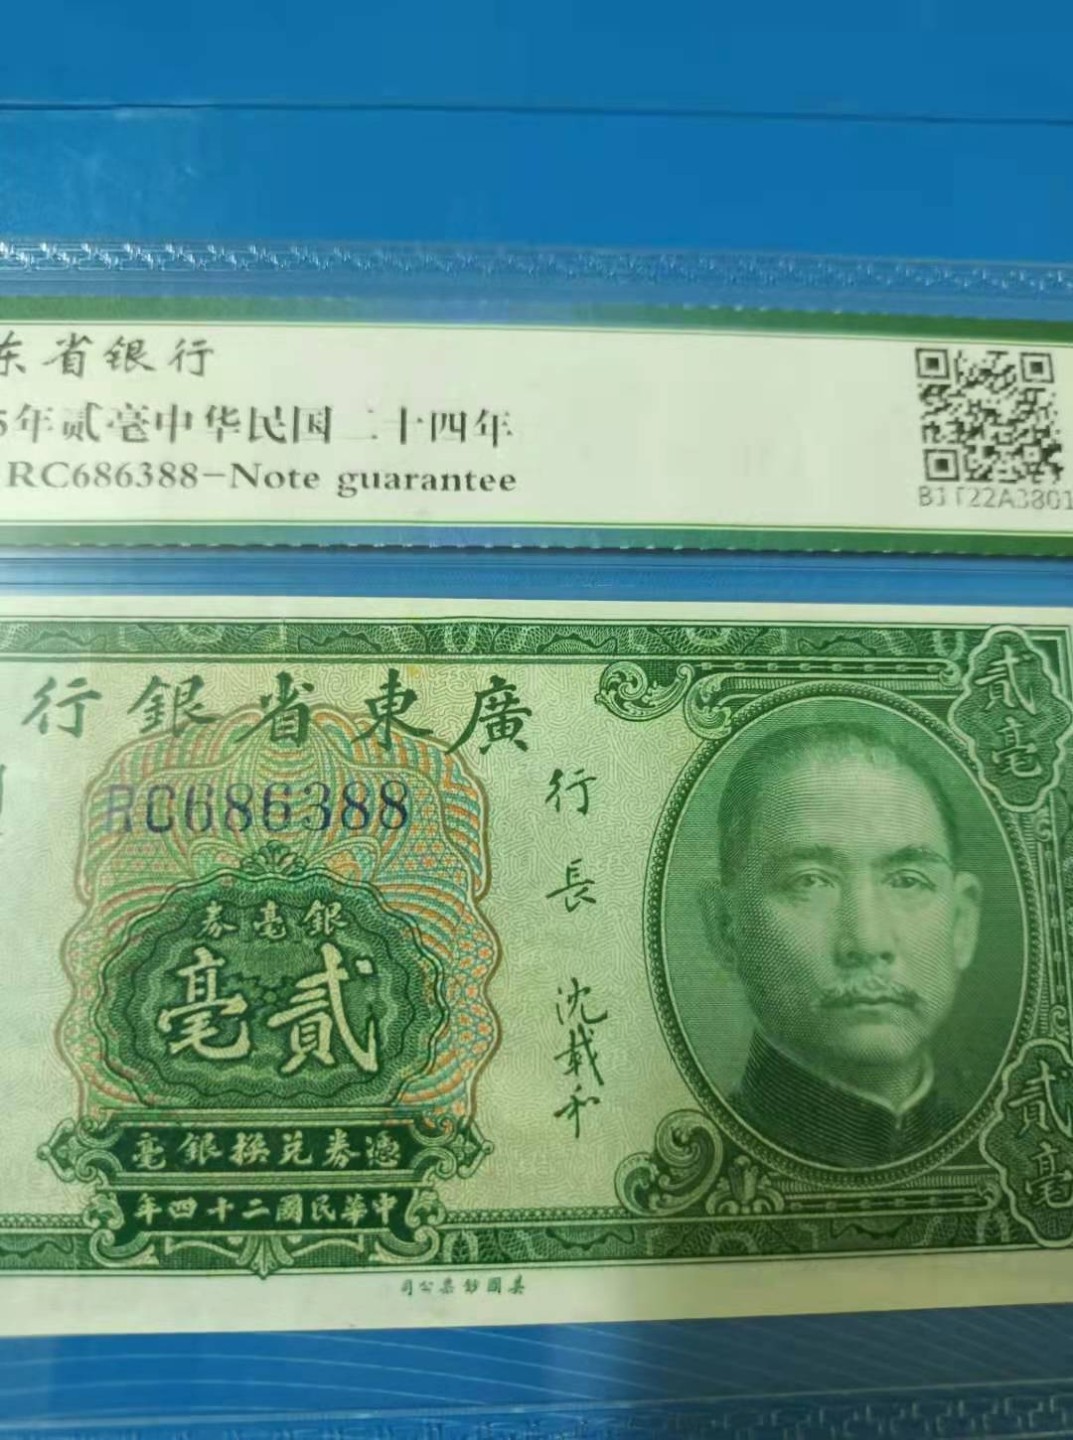 东省银行
5年贰毫中华民国二十四年
RC686388-Note guarantee
廣東省銀行
RC686388
銀毫券
貳毫
憑券兌換銀毫
中華民國二十四年
行長
沈載和
貳毫
貳毫
美國鈔票公司